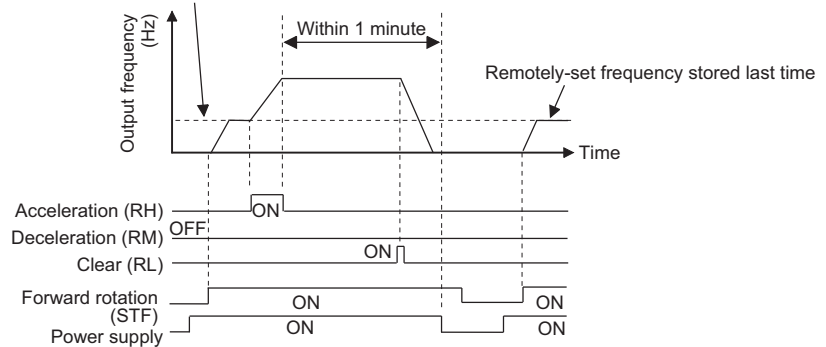 Within 1 minute
Output frequency
(Hz)
Remotely-set frequency stored last time
Time
Acceleration (RH)
ON
Deceleration (RM)
OFF
Clear (RL)
ON
Forward rotation
(STF)
ON
ON
Power supply
ON
ON